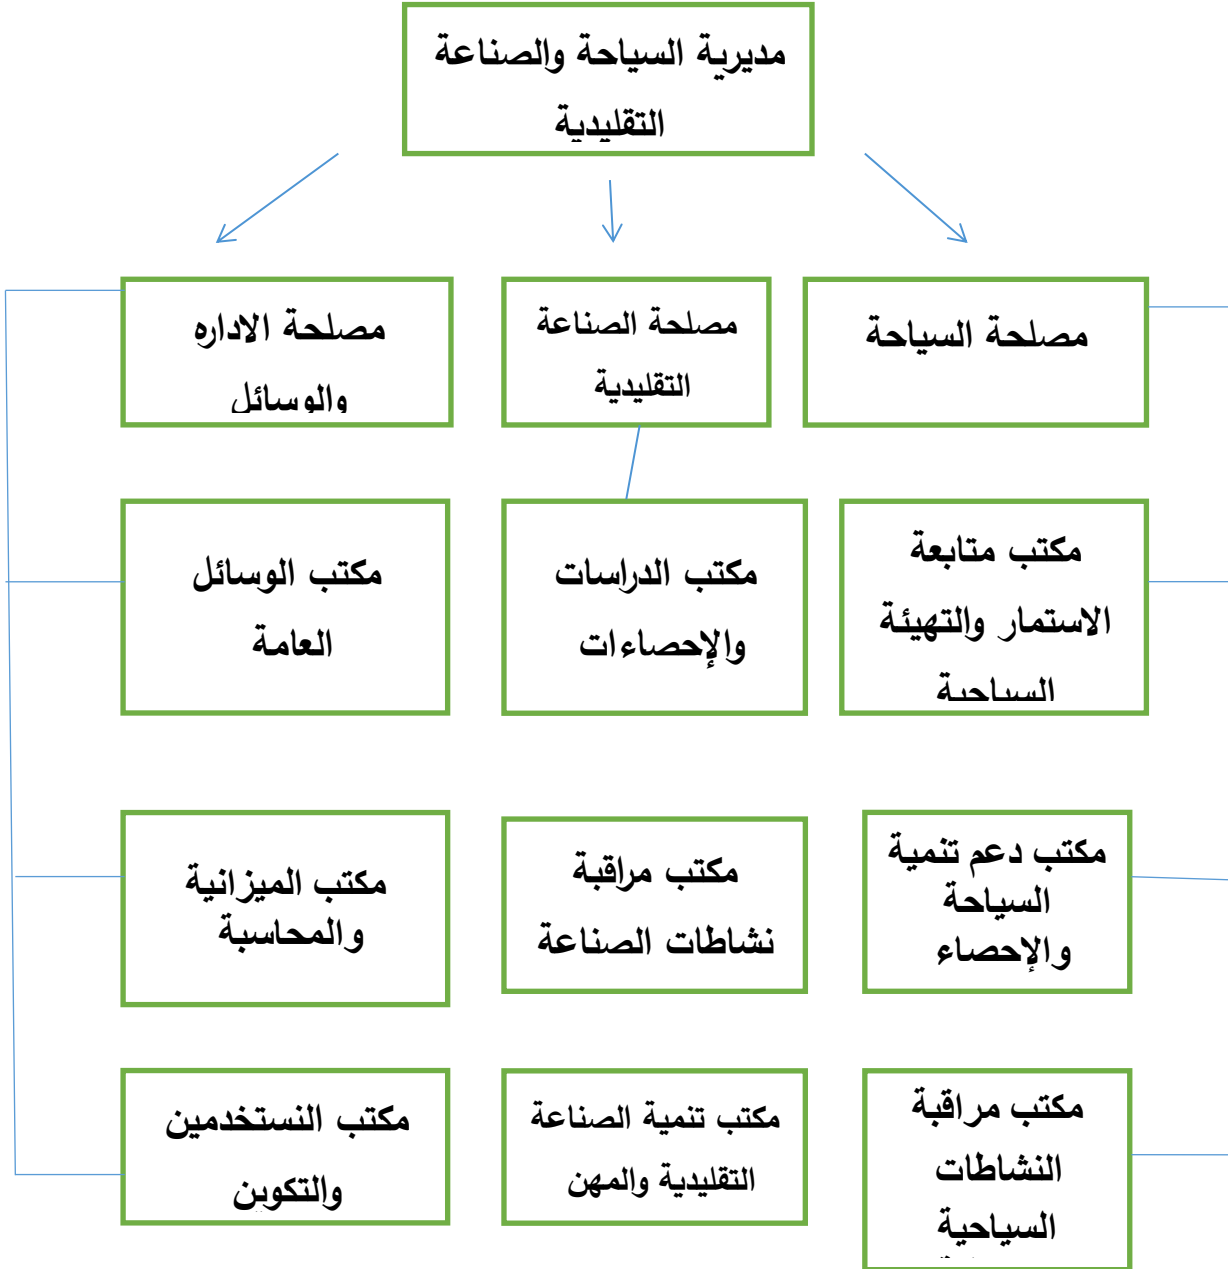 مديرية السياحة والصناعة
التقليدية
مصلحة السياحة
مصلحة الصناعة
التقليدية
مصلحة الاداره
والوسائل
مكتب متابعة
الاستمار والتهيئة
السياحية
مكتب الدراسات
والإحصاءات
مكتب الوسائل
العامة
مكتب دعم تنمية
السياحة
والإحصاء
مكتب مراقبة
نشاطات الصناعة
مكتب الميزانية
والمحاسبة
مكتب مراقبة
النشاطات
السياحية
مكتب تنمية الصناعة
التقليدية والمهن
مكتب النستخدمين
والتكوين